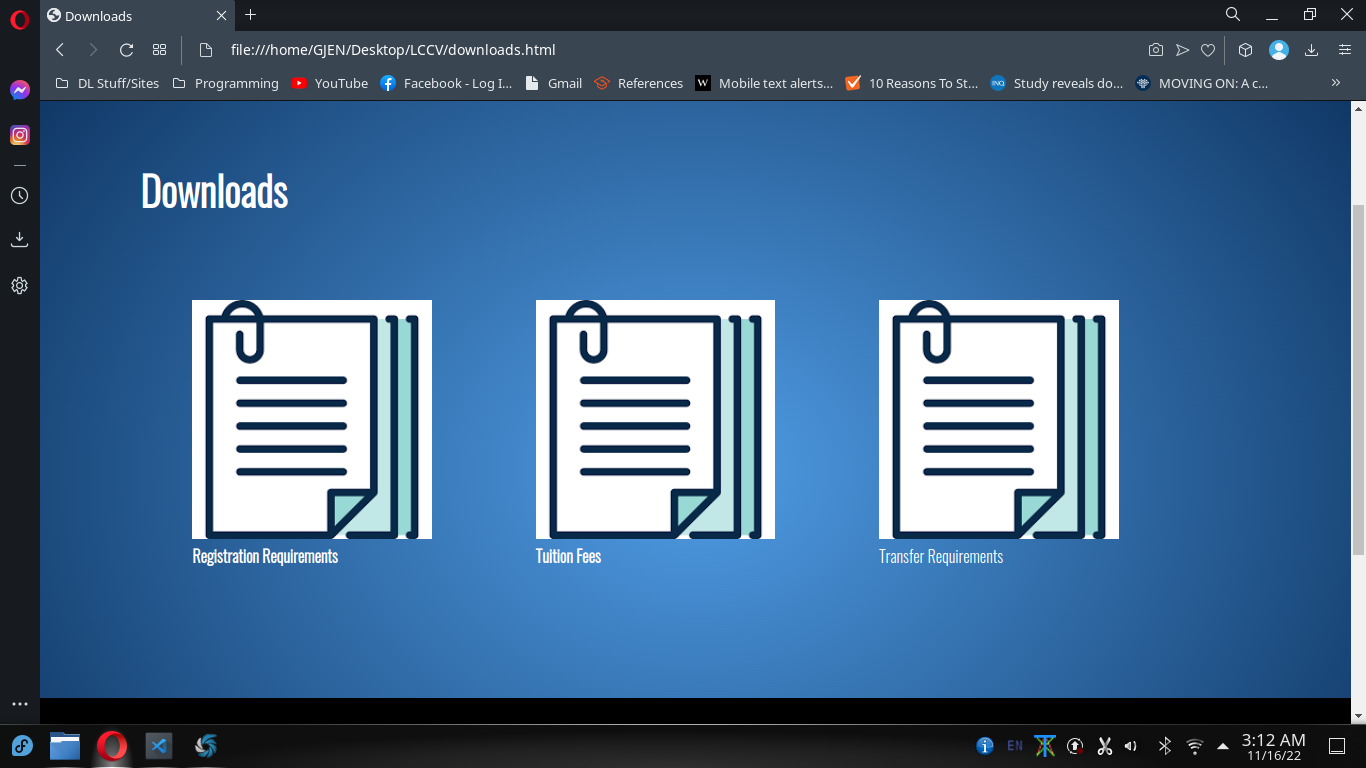 Downloads
file:///home/GJEN/Desktop/LCCV/downloads.html
DL Stuff/Sites
Programming
YouTube
Facebook - Log I...
Gmail
References
W
Mobile text alerts...
10 Reasons To St...
INQ
Study reveals do...
MOVING ON: A c...
»
Downloads
Registration Requirements
Tuition Fees
Transfer Requirements
EN
3:12 AM
11/16/22